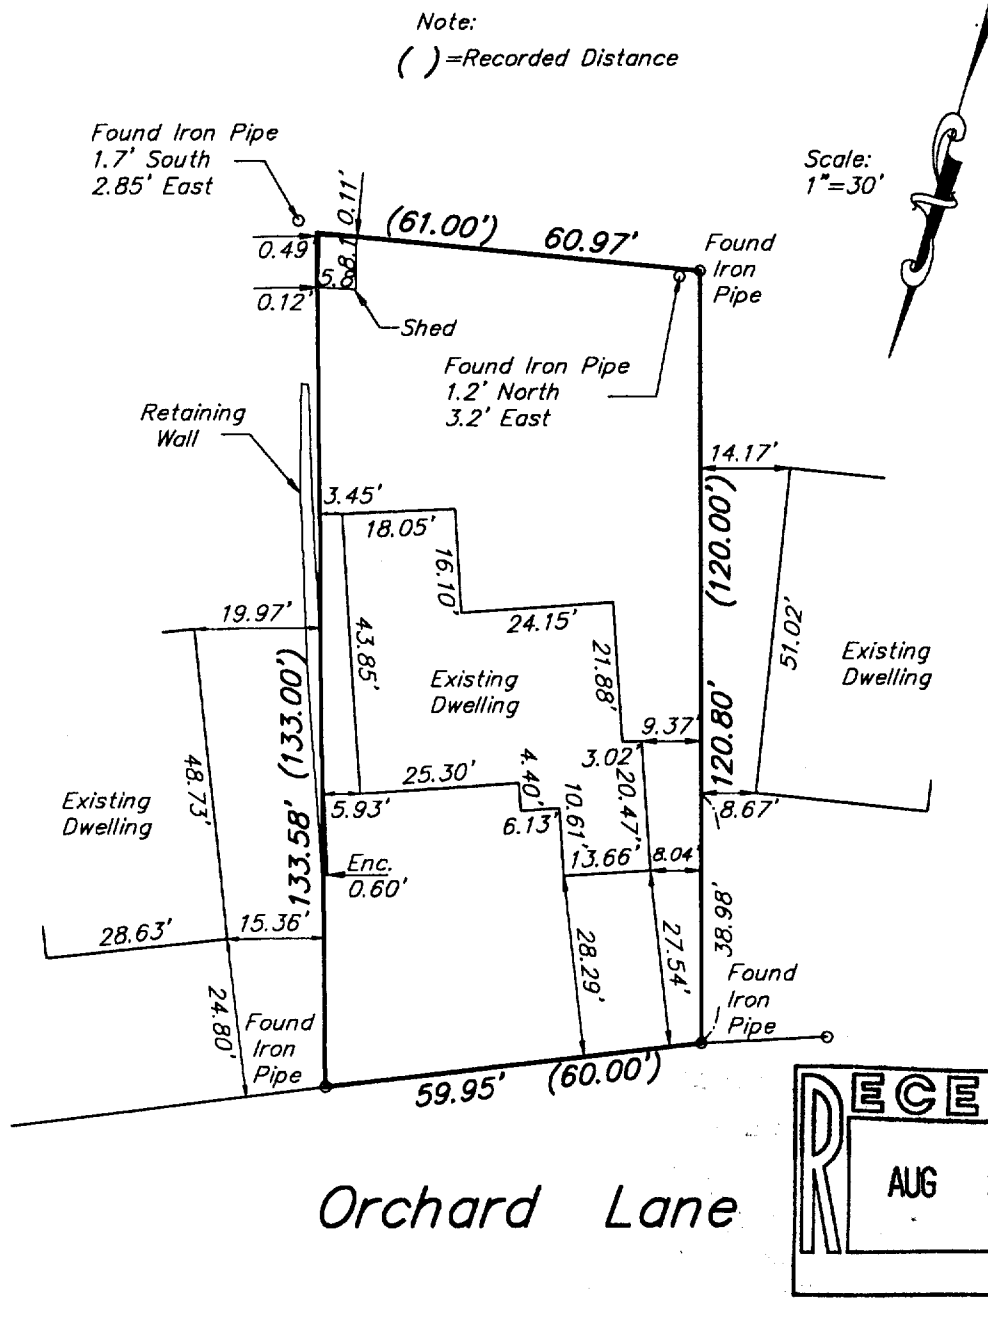 Note:
( )=Recorded Distance
Found Iron Pipe
1.7' South
2.85' East
Scale:
1"=30'
0.11'
(61.00')
60.97'
Found
Iron
Pipe
0.49
8.1
5.8
0.12'
Shed
Found Iron Pipe
1.2' North
3.2' East
Retaining
Wall
14.17'
3.45'
18.05'
(120.00')
16.10'
19.97'
24.15'
51.02'
43.85'
21.88'
(133.00')
Existing
Dwelling
Existing
Dwelling
120.80'
9.37'
3.02'
48.73'
25.30'
4.40'
20.47'
10.61'
Existing
Dwelling
5.93'
6.13'
8.67'
133.58'
13.66'
8.04'
Enc.
0.60'
28.63'
15.36'
38.98'
28.29'
27.54'
24.80'
Found
Iron
Pipe
Found
Iron
Pipe
59.95'
(60.00')
RECE
AUG
Orchard Lane